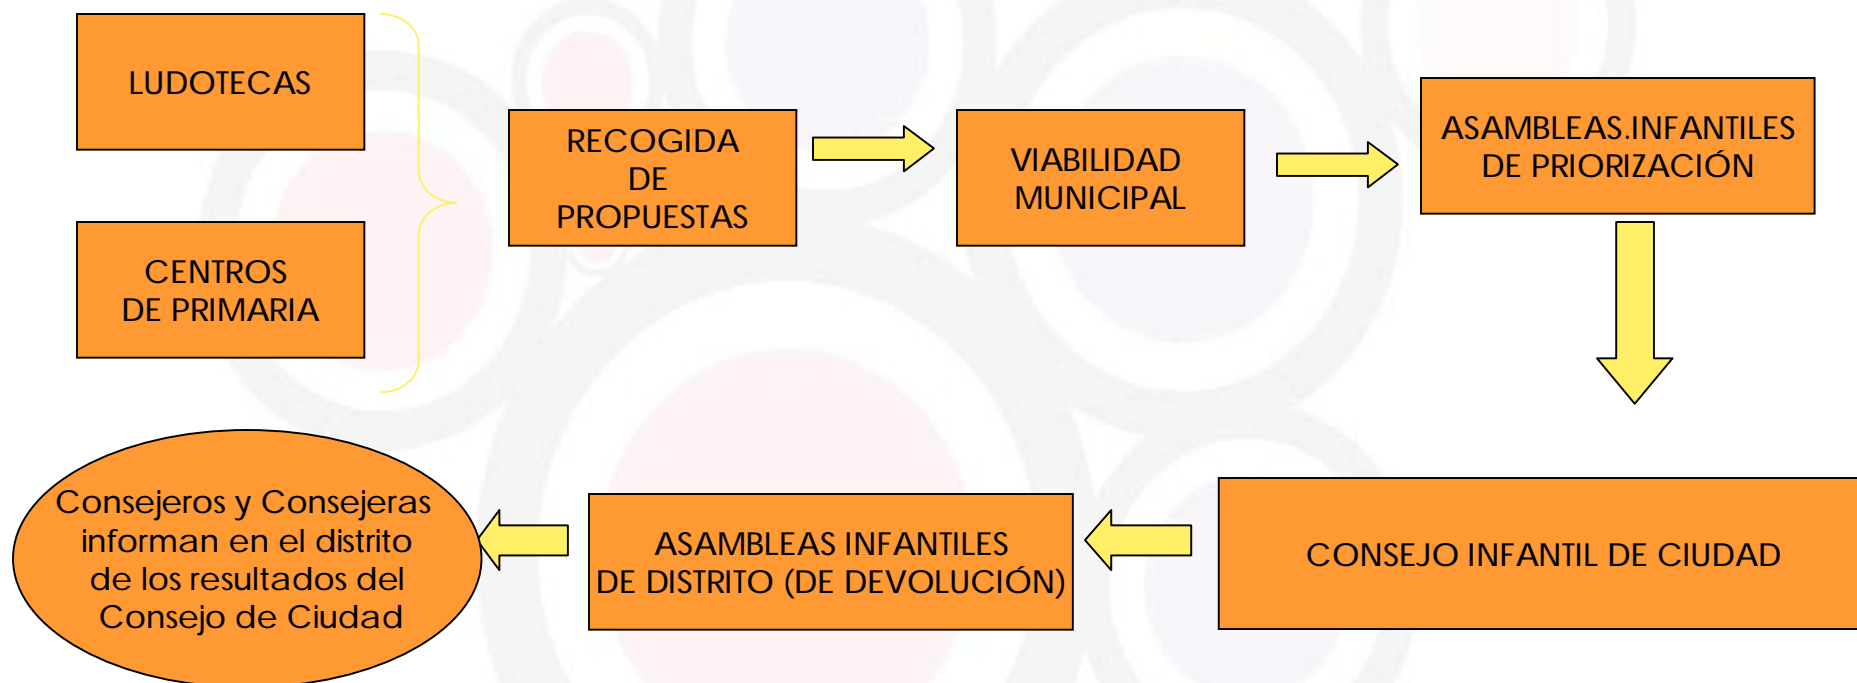 LUDOTECAS
CENTROS
DE PRIMARIA
RECOGIDA
DE
PROPUESTAS
VIABILIDAD
MUNICIPAL
ASAMBLEAS.INFANTILES
DE PRIORIZACIÓN
CONSEJO INFANTIL DE CIUDAD
ASAMBLEAS INFANTILES
DE DISTRITO (DE DEVOLUCIÓN)
Consejeros y Consejeras
informan en el distrito
de los resultados del
Consejo de Ciudad